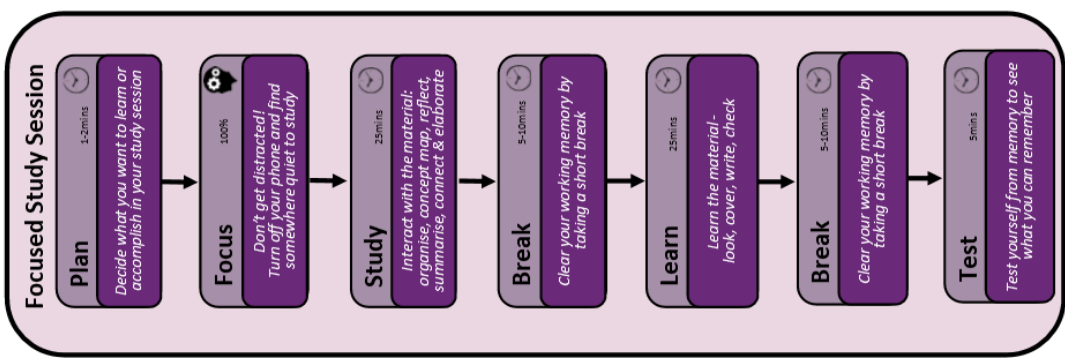 Focused Study Session
Plan
1-2mins
Decide what you want to learn or
accomplish in your study session
Focus
100%
Don't get distracted!
Turn off your phone and find
somewhere quiet to study
Study
25mins
Interact with the material:
organise, concept map, reflect,
summarise, connect & elaborate
Break
5-10mins
Clear your working memory by
taking a short break
Learn
25mins
Learn the material -
look, cover, write, check
Break
5-10mins
Clear your working memory by
taking a short break
Test
5mins
Test yourself from memory to see
what you can remember